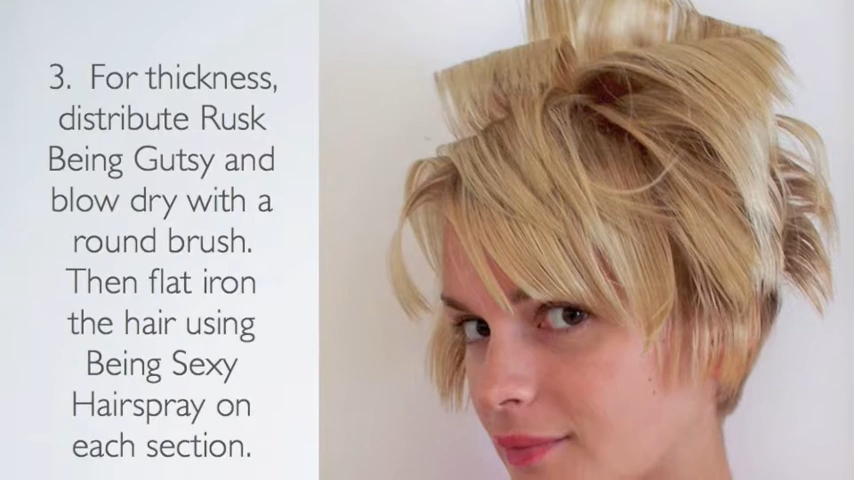 3. For thickness,
distribute Rusk
Being Gutsy and
blow dry with a
round brush.
Then flat iron
the hair using
Being Sexy
Hairspray on
each section.